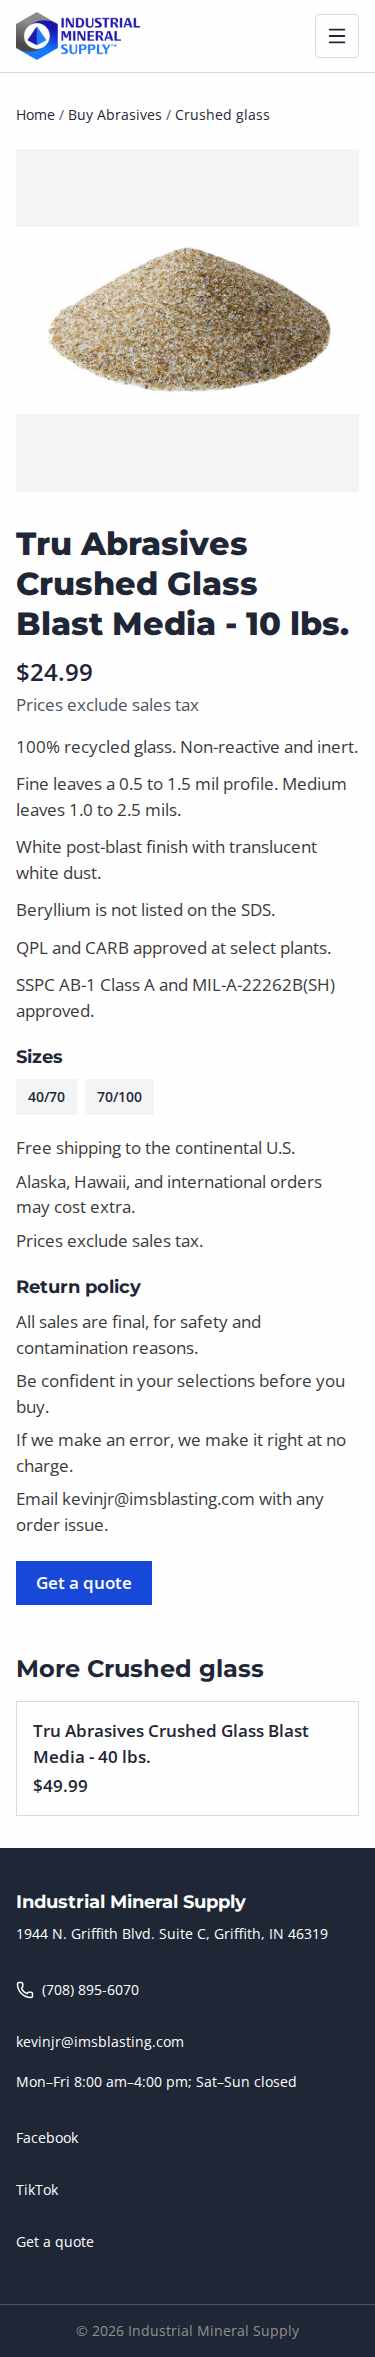 INDUSTRIAL
MINERAL
SUPPLY™
Home / Buy Abrasives / Crushed glass
Tru Abrasives
Crushed Glass
Blast Media - 10 lbs.
$24.99
Prices exclude sales tax
100% recycled glass. Non-reactive and inert.
Fine leaves a 0.5 to 1.5 mil profile. Medium
leaves 1.0 to 2.5 mils.
White post-blast finish with translucent
white dust.
Beryllium is not listed on the SDS.
QPL and CARB approved at select plants.
SSPC AB-1 Class A and MIL-A-22262B(SH)
approved.
Sizes
40/70 70/100
Free shipping to the continental U.S.
Alaska, Hawaii, and international orders
may cost extra.
Prices exclude sales tax.
Return policy
All sales are final, for safety and
contamination reasons.
Be confident in your selections before you
buy.
If we make an error, we make it right at no
charge.
Email kevinjr@imsblasting.com with any
order issue.
Get a quote
More Crushed glass
Tru Abrasives Crushed Glass Blast
Media - 40 lbs.
$49.99
Industrial Mineral Supply
1944 N. Griffith Blvd. Suite C, Griffith, IN 46319
(708) 895-6070
kevinjr@imsblasting.com
Mon–Fri 8:00 am–4:00 pm; Sat–Sun closed
Facebook
TikTok
Get a quote
© 2026 Industrial Mineral Supply